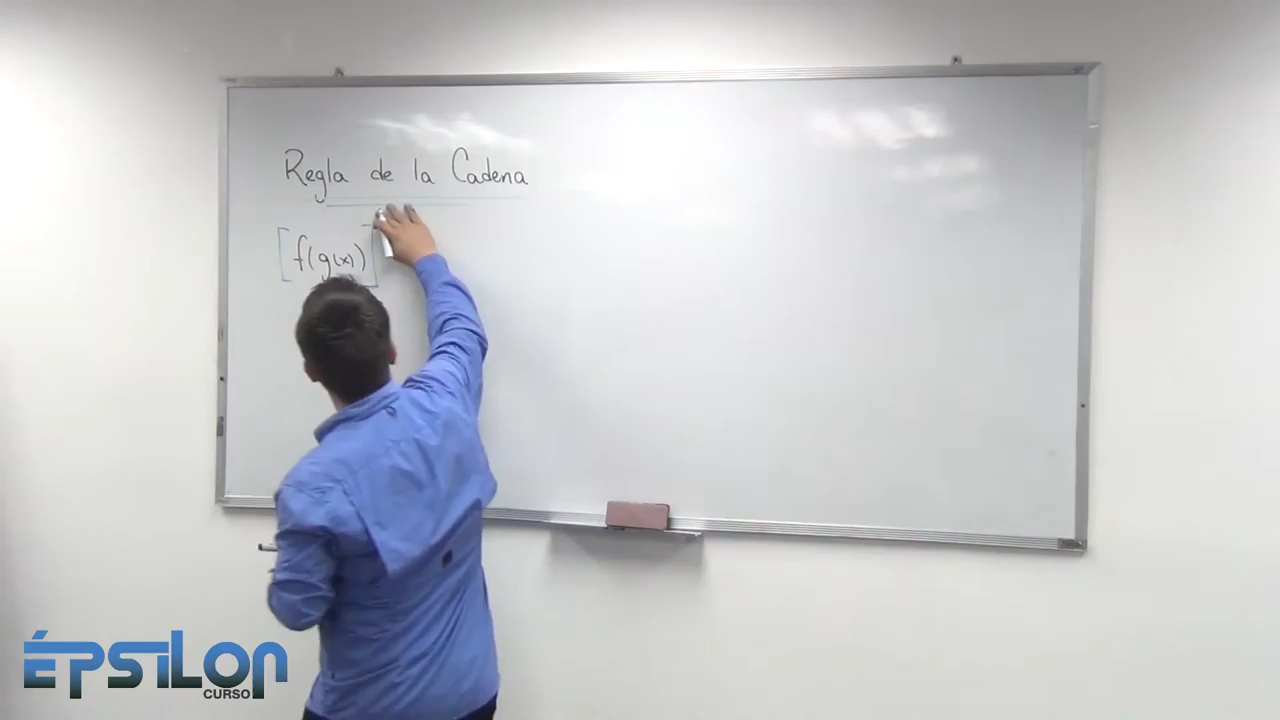 Regla de la Cadena
[f(g(x))]
ÉPSILON
CURSO